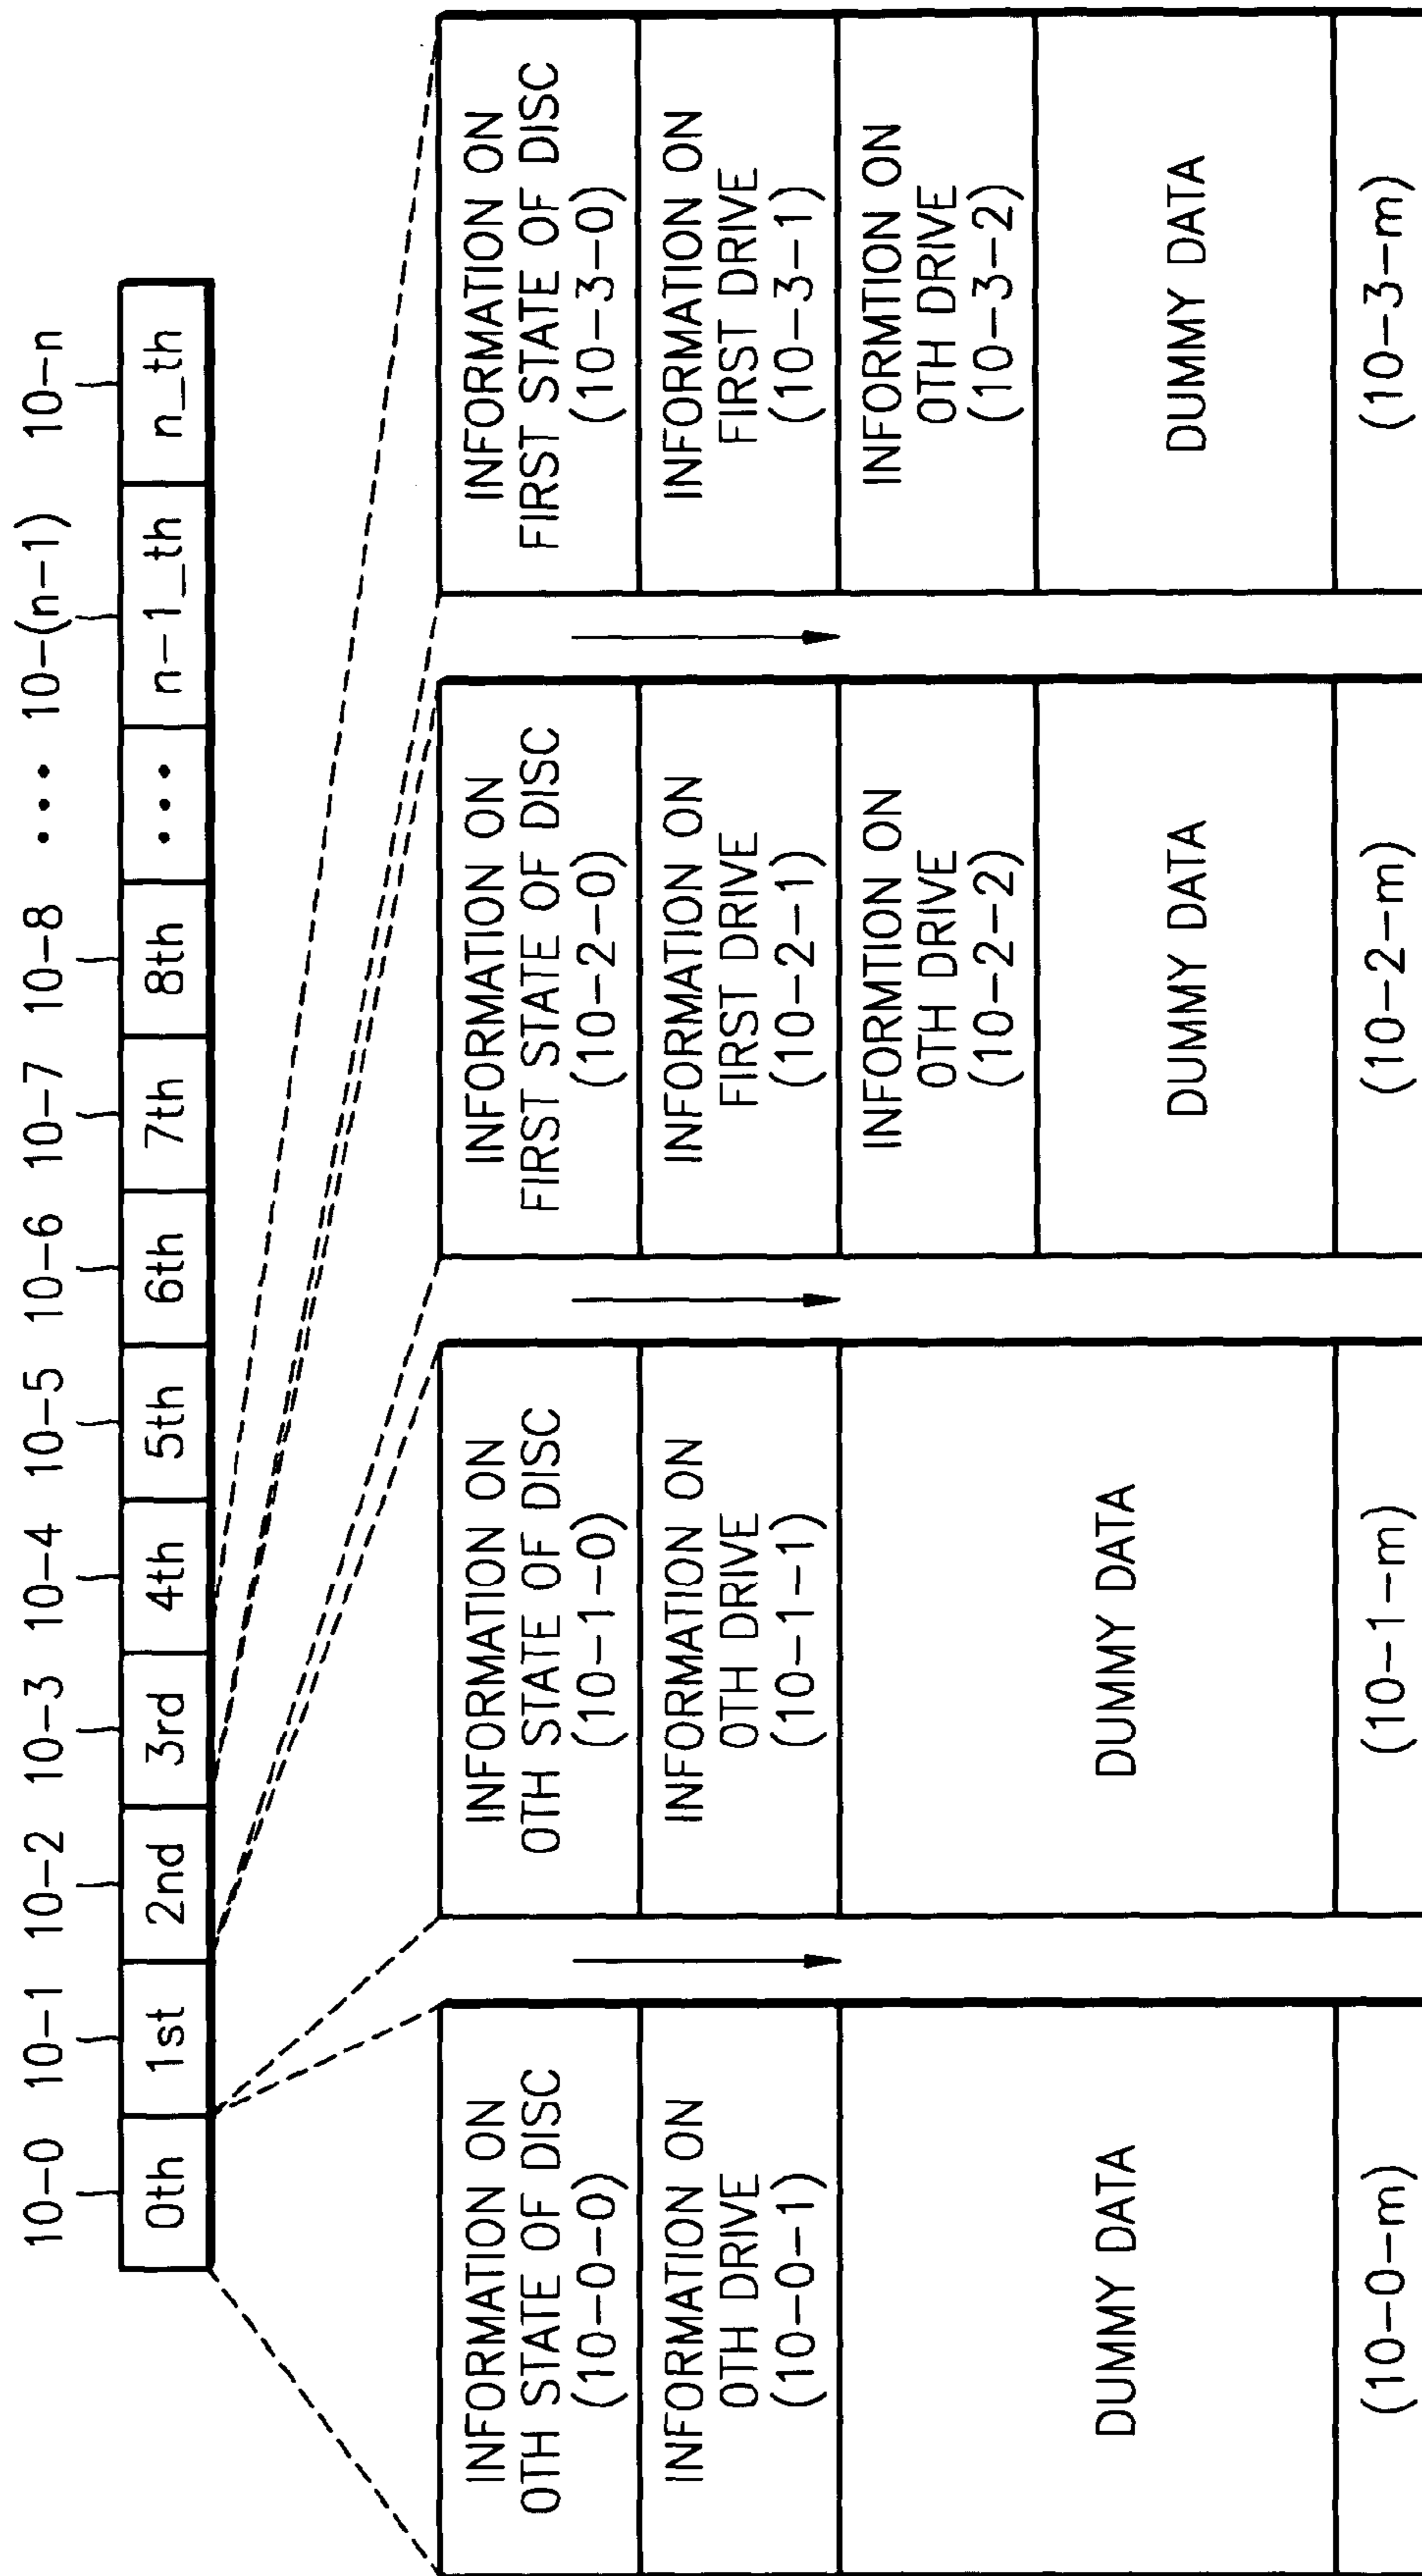 10-0 10-1 10-2 10-3 10-4 10-5 10-6 10-7 10-8 ••• 10-(n-1) 10-n
0th 1st 2nd 3rd 4th 5th 6th 7th 8th ••• n-1_th n_th
INFORMATION ON
0TH STATE OF DISC
(10-0-0)
INFORMATION ON
0TH DRIVE
(10-0-1)
DUMMY DATA
(10-0-m)
INFORMATION ON
0TH STATE OF DISC
(10-1-0)
INFORMATION ON
0TH DRIVE
(10-1-1)
DUMMY DATA
(10-1-m)
INFORMATION ON
FIRST STATE OF DISC
(10-2-0)
INFORMATION ON
FIRST DRIVE
(10-2-1)
INFORMTION ON
0TH DRIVE
(10-2-2)
DUMMY DATA
(10-2-m)
INFORMATION ON
FIRST STATE OF DISC
(10-3-0)
INFORMATION ON
FIRST DRIVE
(10-3-1)
INFORMTION ON
0TH DRIVE
(10-3-2)
DUMMY DATA
(10-3-m)